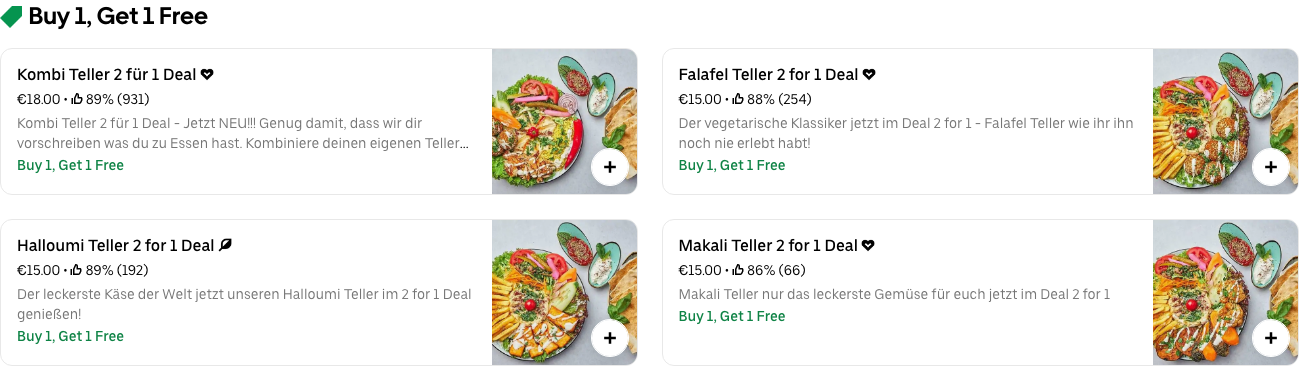 Buy 1, Get 1 Free
Kombi Teller 2 für 1 Deal
€18.00 • 89% (931)
Kombi Teller 2 für 1 Deal - Jetzt NEU!!! Genug damit, dass wir dir
vorschreiben was du zu Essen hast. Kombiniere deinen eigenen Teller...
Buy 1, Get 1 Free
Falafel Teller 2 for 1 Deal
€15.00 • 88% (254)
Der vegetarische Klassiker jetzt im Deal 2 for 1 - Falafel Teller wie ihr ihn
noch nie erlebt habt!
Buy 1, Get 1 Free
Halloumi Teller 2 for 1 Deal
€15.00 • 89% (192)
Der leckerste Käse der Welt jetzt unseren Halloumi Teller im 2 for 1 Deal
genießen!
Buy 1, Get 1 Free
Makali Teller 2 for 1 Deal
€15.00 • 86% (66)
Makali Teller nur das leckerste Gemüse für euch jetzt im Deal 2 for 1
Buy 1, Get 1 Free